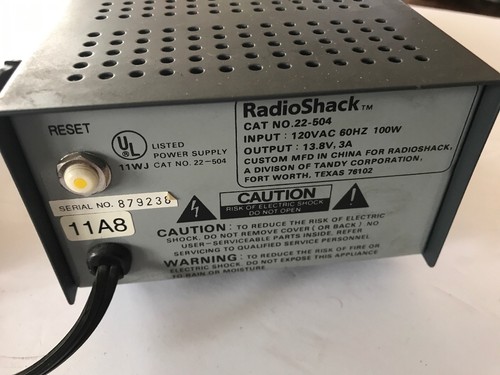 RadioShack™
CAT NO. 22-504
INPUT : 120VAC 60HZ 100W
OUTPUT : 13.8V, 3A
CUSTOM MFD IN CHINA FOR RADIOSHACK,
A DIVISION OF TANDY CORPORATION,
FORT WORTH, TEXAS 76102
RESET
UL ®
LISTED
POWER SUPPLY
11WJ CAT. NO. 22-504
SERIAL NO. 879238
11A8
CAUTION
RISK OF ELECTRIC SHOCK
DO NOT OPEN
CAUTION: TO REDUCE THE RISK OF ELECTRIC
SHOCK, DO NOT REMOVE COVER (OR BACK) NO
USER-SERVICEABLE PARTS INSIDE. REFER
SERVICING TO QUALIFIED SERVICE PERSONNEL
WARNING: TO REDUCE THE RISK OF FIRE OR
ELECTRIC SHOCK, DO NOT EXPOSE THIS APPLIANCE
TO RAIN OR MOISTURE.